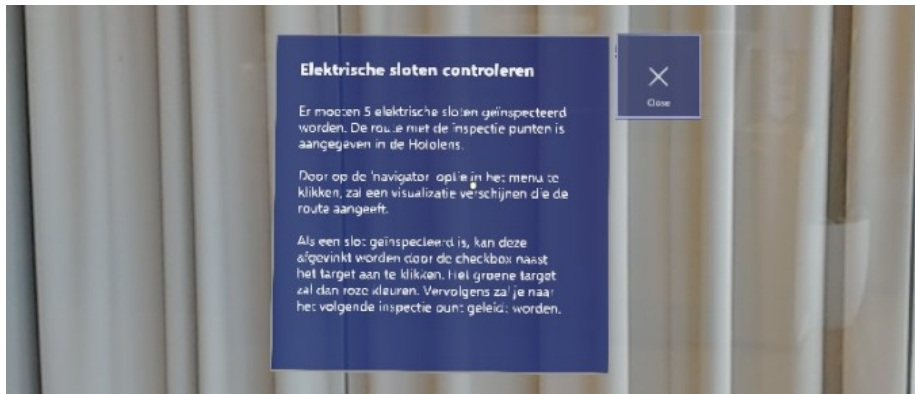 Elektrische sloten controleren
Er moeten 5 elektrische sloten geïnspecteerd
worden. De route met de inspectie punten is
aangegeven in de Hololens.
Door op de 'navigator' optie in het menu te
klikken, zal een visualizatie verschijnen die de
route aangeeft.
Als een slot geïnspecteerd is, kan deze
afgevinkt worden door de checkbox naast
het target aan te klikken. Het groene target
zal dan roze kleuren. Vervolgens zal je naar
het volgende inspectie punt geleidt worden.
Close